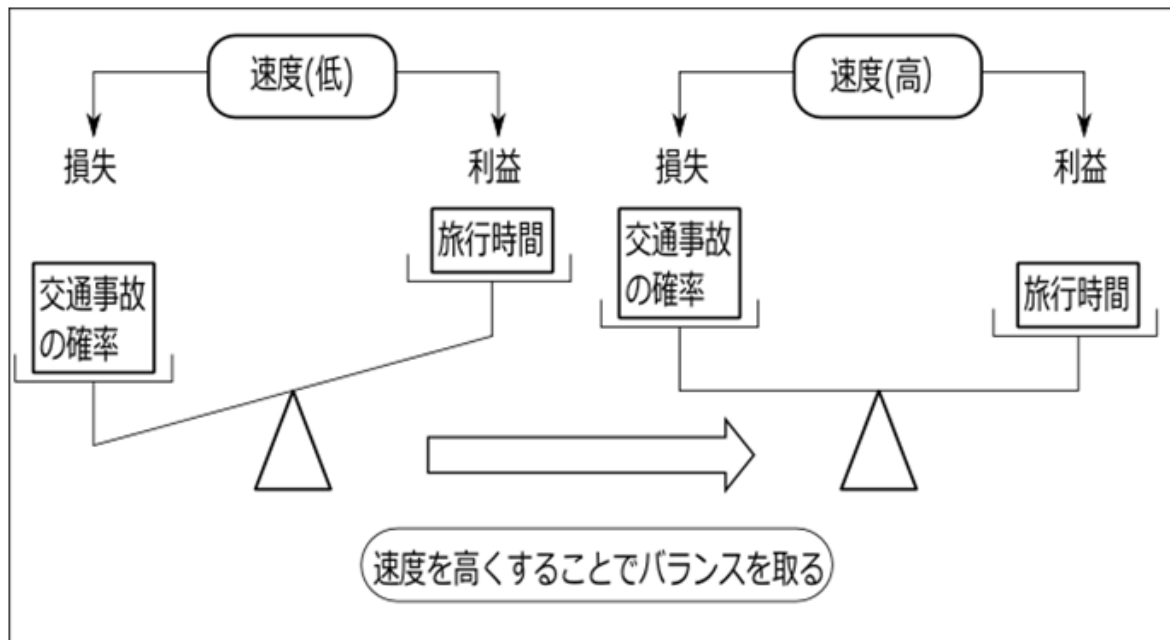 速度(低)
損失
利益
旅行時間
交通事故
の確率
速度(高)
損失
利益
交通事故
の確率
旅行時間
速度を高くすることでバランスを取る